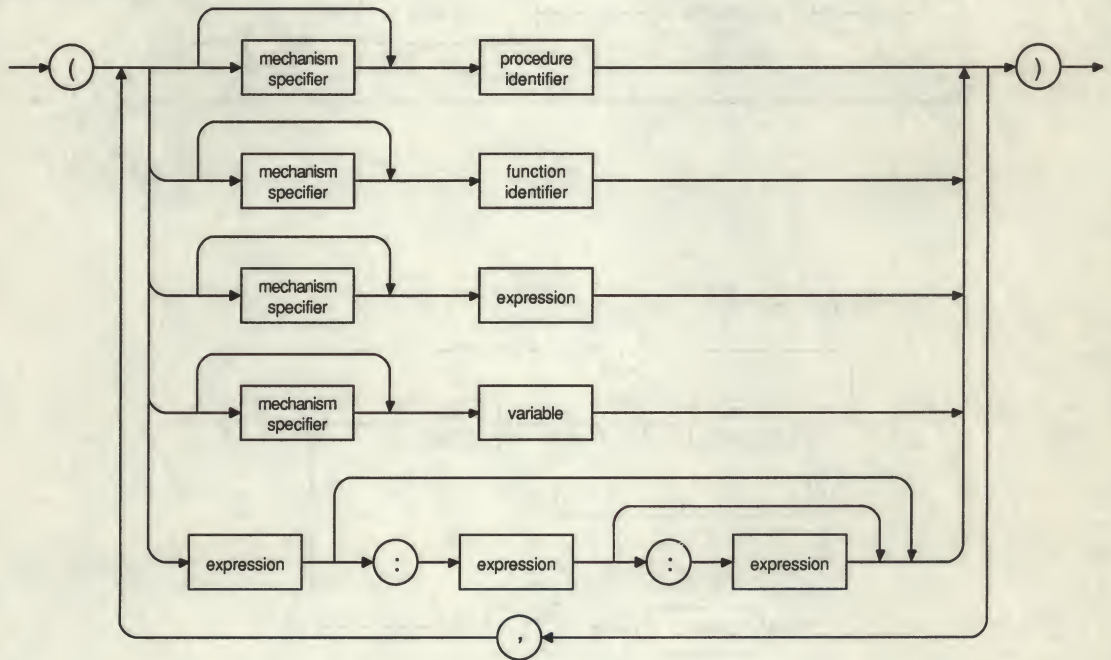 (
mechanism
specifier
procedure
identifier
)
mechanism
specifier
function
identifier
mechanism
specifier
expression
mechanism
specifier
variable
expression
:
expression
:
expression
,